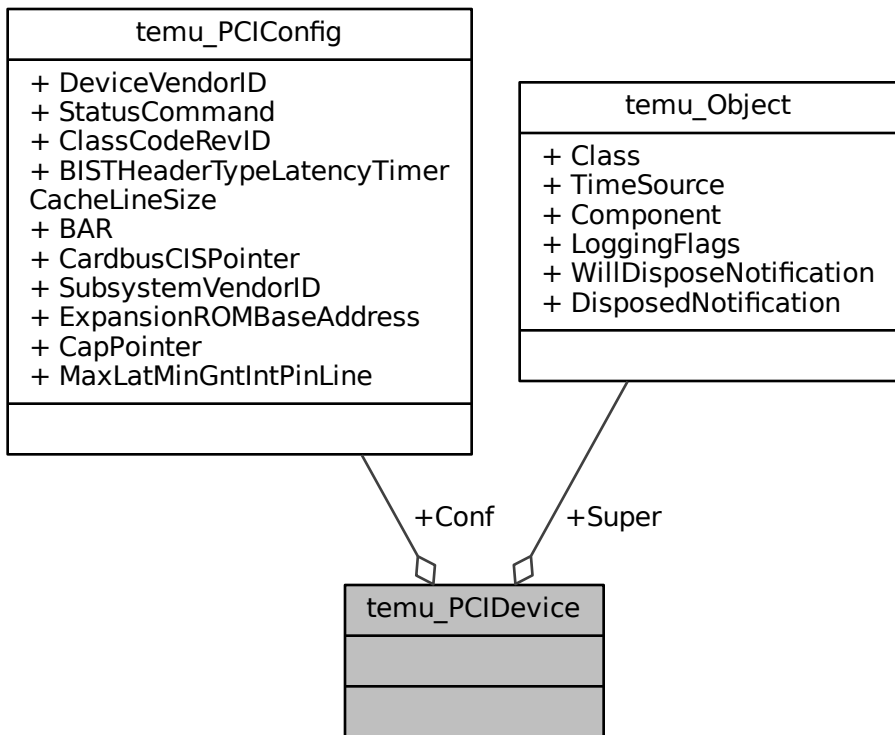 temu_PCIConfig
+ DeviceVendorID
+ StatusCommand
+ ClassCodeRevID
+ BISTHeaderTypeLatencyTimer
CacheLineSize
+ BAR
+ CardbusCISPointer
+ SubsystemVendorID
+ ExpansionROMBaseAddress
+ CapPointer
+ MaxLatMinGntIntPinLine
temu_Object
+ Class
+ TimeSource
+ Component
+ LoggingFlags
+ WillDisposeNotification
+ DisposedNotification
+Conf
+Super
temu_PCIDevice